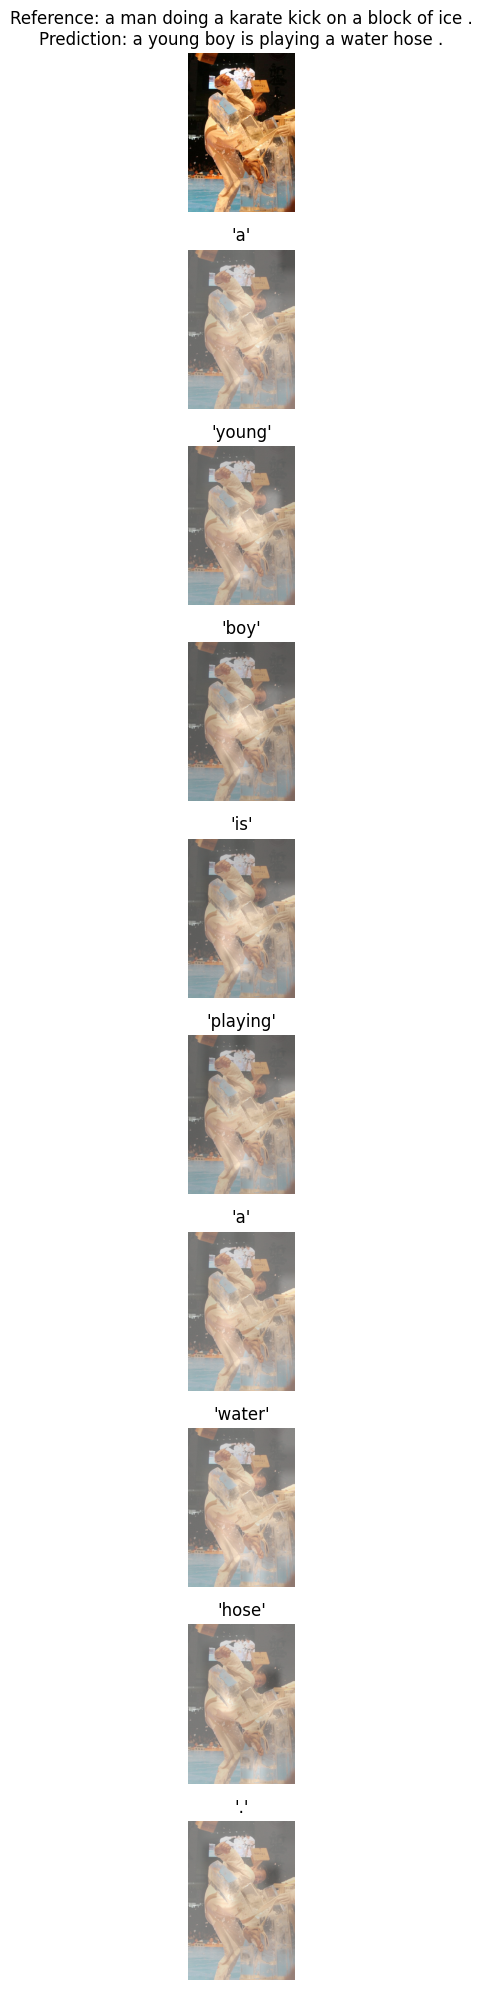 Reference: a man doing a karate kick on a block of ice .
Prediction: a young boy is playing a water hose .
'a'
'young'
'boy'
'is'
'playing'
'a'
'water'
'hose'
'.'